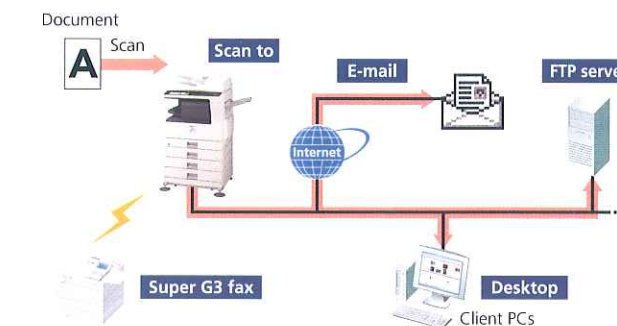 Document
Scan
A
Scan to
E-mail
FTP serve
Internet
Super G3 fax
Desktop
Client PCs